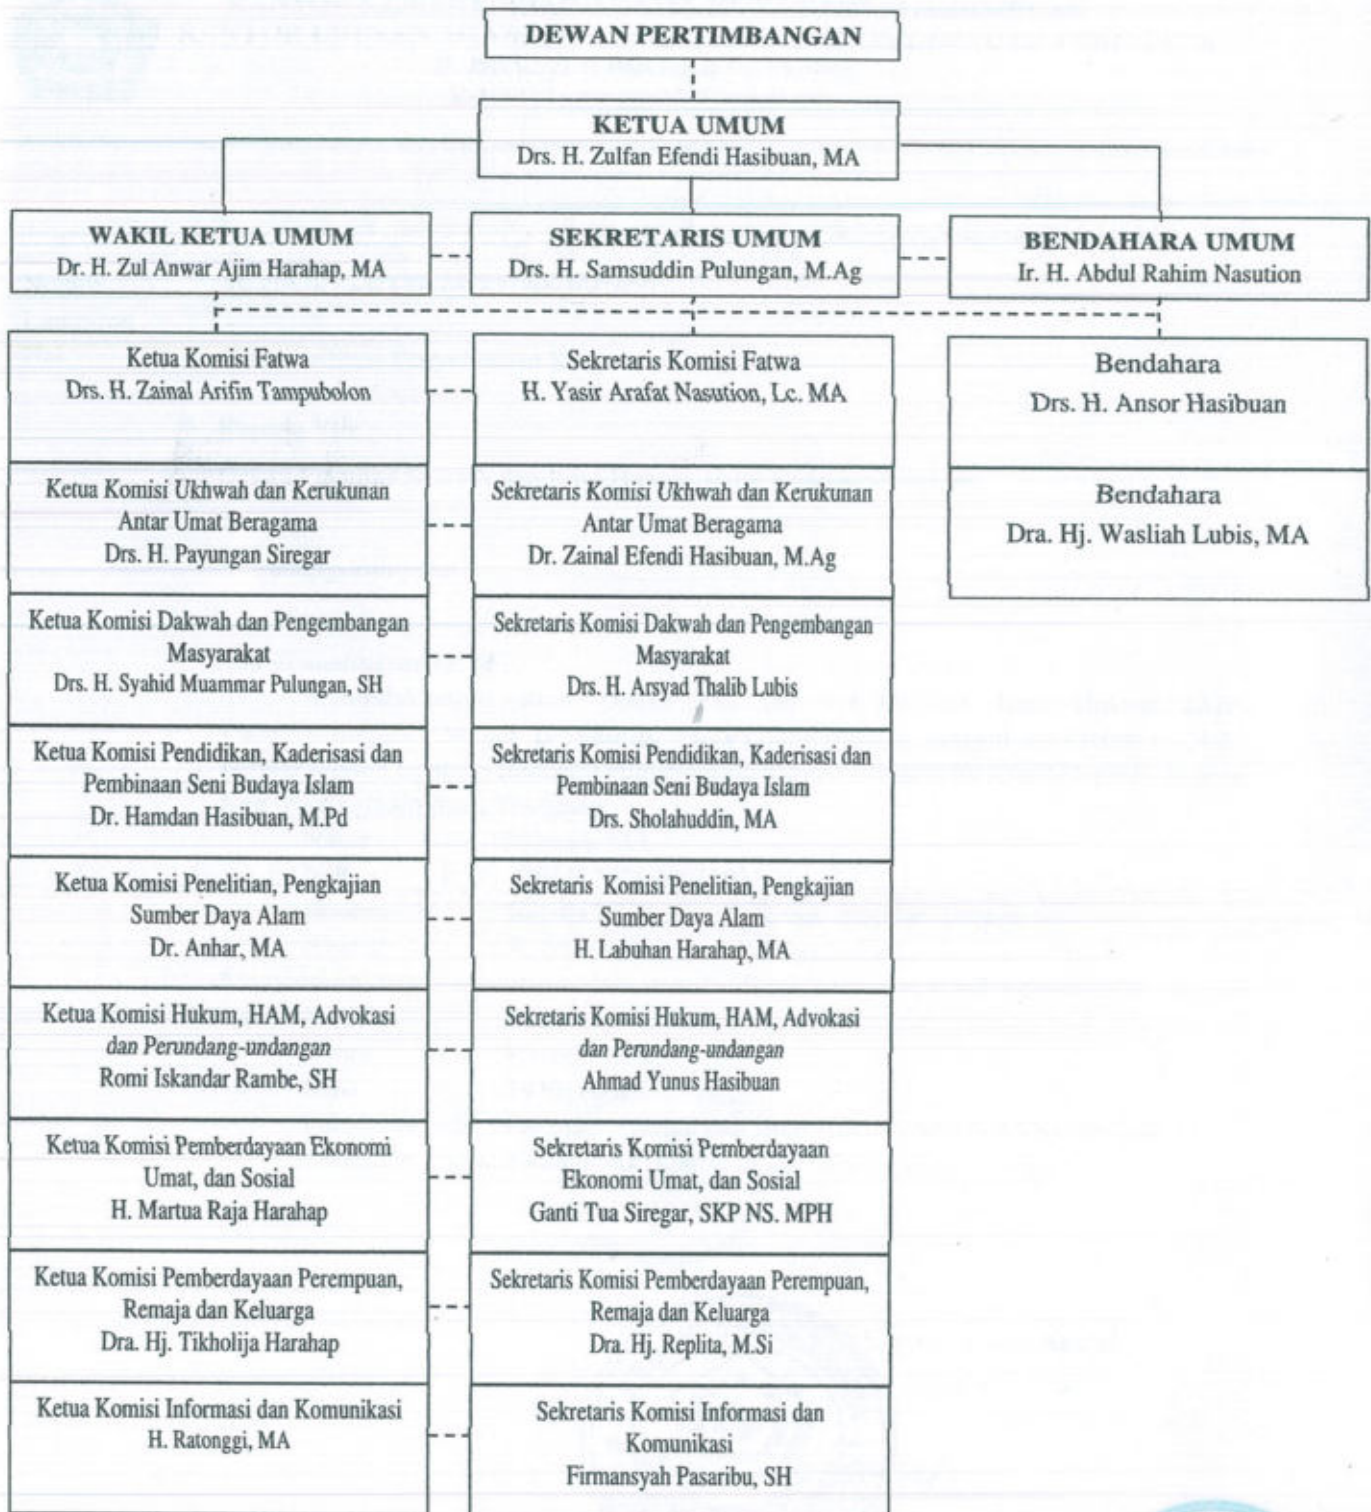 DEWAN PERTIMBANGAN
KETUA UMUM
Drs. H. Zulfan Efendi Hasibuan, MA
WAKIL KETUA UMUM
Dr. H. Zul Anwar Ajim Harahap, MA
SEKRETARIS UMUM
Drs. H. Samsuddin Pulungan, M.Ag
BENDAHARA UMUM
Ir. H. Abdul Rahim Nasution
Ketua Komisi Fatwa
Drs. H. Zainal Arifin Tampubolon
Sekretaris Komisi Fatwa
H. Yasir Arafat Nasution, Lc. MA
Bendahara
Drs. H. Ansor Hasibuan
Ketua Komisi Ukhwah dan Kerukunan
Antar Umat Beragama
Drs. H. Payungan Siregar
Sekretaris Komisi Ukhwah dan Kerukunan
Antar Umat Beragama
Dr. Zainal Efendi Hasibuan, M.Ag
Bendahara
Dra. Hj. Wasliah Lubis, MA
Ketua Komisi Dakwah dan Pengembangan
Masyarakat
Drs. H. Syahid Muammar Pulungan, SH
Sekretaris Komisi Dakwah dan Pengembangan
Masyarakat
Drs. H. Arsyad Thalib Lubis
Ketua Komisi Pendidikan, Kaderisasi dan
Pembinaan Seni Budaya Islam
Dr. Hamdan Hasibuan, M.Pd
Sekretaris Komisi Pendidikan, Kaderisasi dan
Pembinaan Seni Budaya Islam
Drs. Sholahuddin, MA
Ketua Komisi Penelitian, Pengkajian
Sumber Daya Alam
Dr. Anhar, MA
Sekretaris Komisi Penelitian, Pengkajian
Sumber Daya Alam
H. Labuhan Harahap, MA
Ketua Komisi Hukum, HAM, Advokasi
dan Perundang-undangan
Romi Iskandar Rambe, SH
Sekretaris Komisi Hukum, HAM, Advokasi
dan Perundang-undangan
Ahmad Yunus Hasibuan
Ketua Komisi Pemberdayaan Ekonomi
Umat, dan Sosial
H. Martua Raja Harahap
Sekretaris Komisi Pemberdayaan
Ekonomi Umat, dan Sosial
Ganti Tua Siregar, SKP NS. MPH
Ketua Komisi Pemberdayaan Perempuan,
Remaja dan Keluarga
Dra. Hj. Tikholija Harahap
Sekretaris Komisi Pemberdayaan Perempuan,
Remaja dan Keluarga
Dra. Hj. Replita, M.Si
Ketua Komisi Informasi dan Komunikasi
H. Ratonggi, MA
Sekretaris Komisi Informasi dan
Komunikasi
Firmansyah Pasaribu, SH